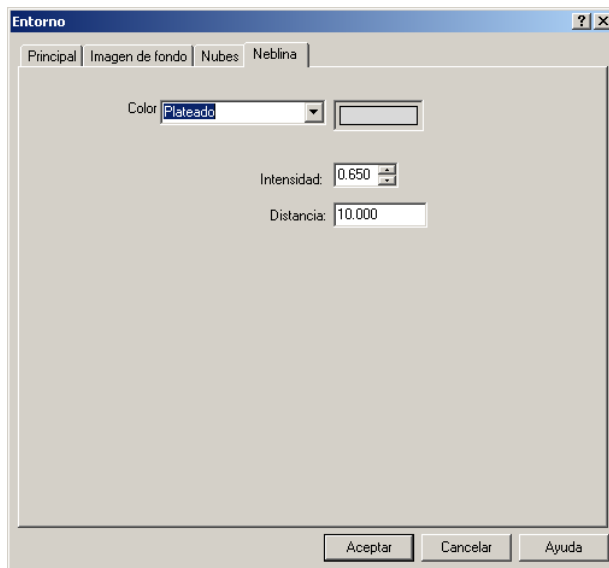 Entorno
Principal Imagen de fondo Nubes Neblina
Color Plateado
Intensidad: 0.650
Distancia: 10.000
Aceptar Cancelar Ayuda